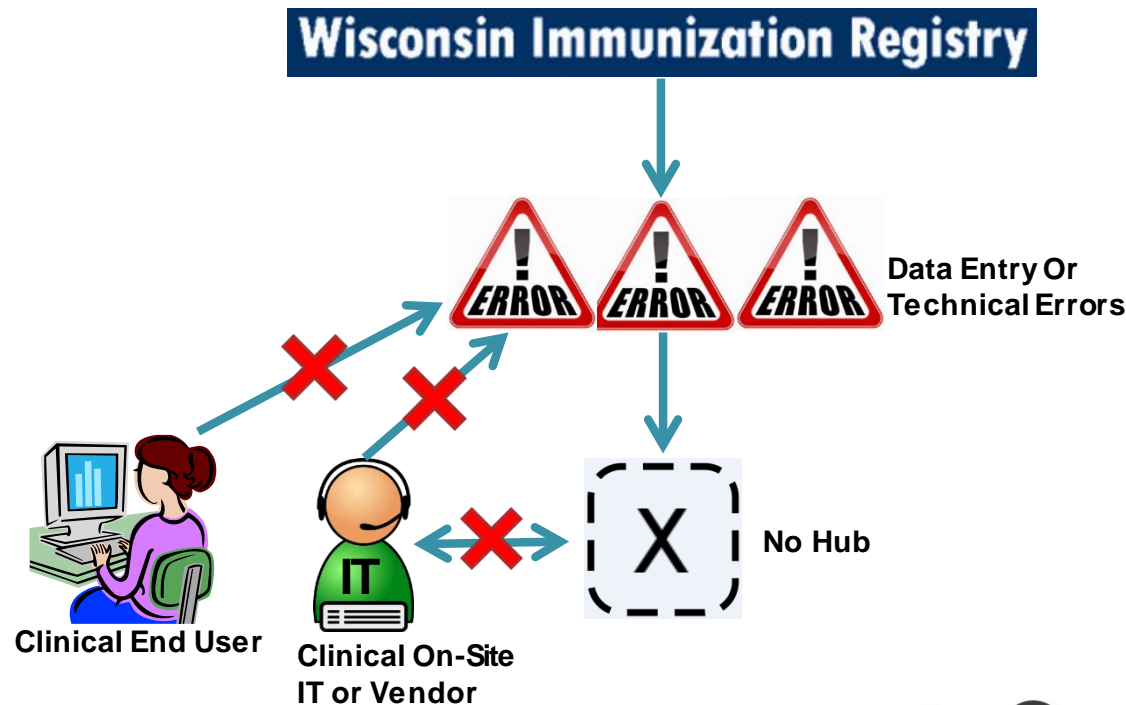 Wisconsin Immunization Registry
!
!
!
ERROR
ERROR
ERROR
Data Entry Or
Technical Errors
X
No Hub
IT
Clinical End User
Clinical On-Site
IT or Vendor